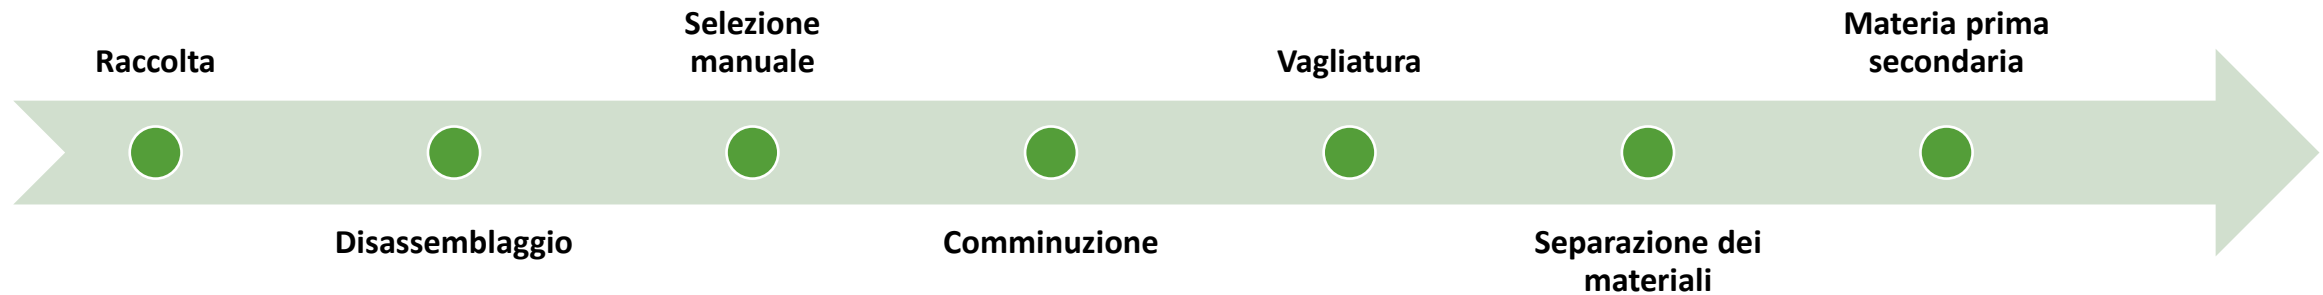 Raccolta
Disassemblaggio
Selezione
manuale
Comminuzione
Vagliatura
Separazione dei
materiali
Materia prima
secondaria